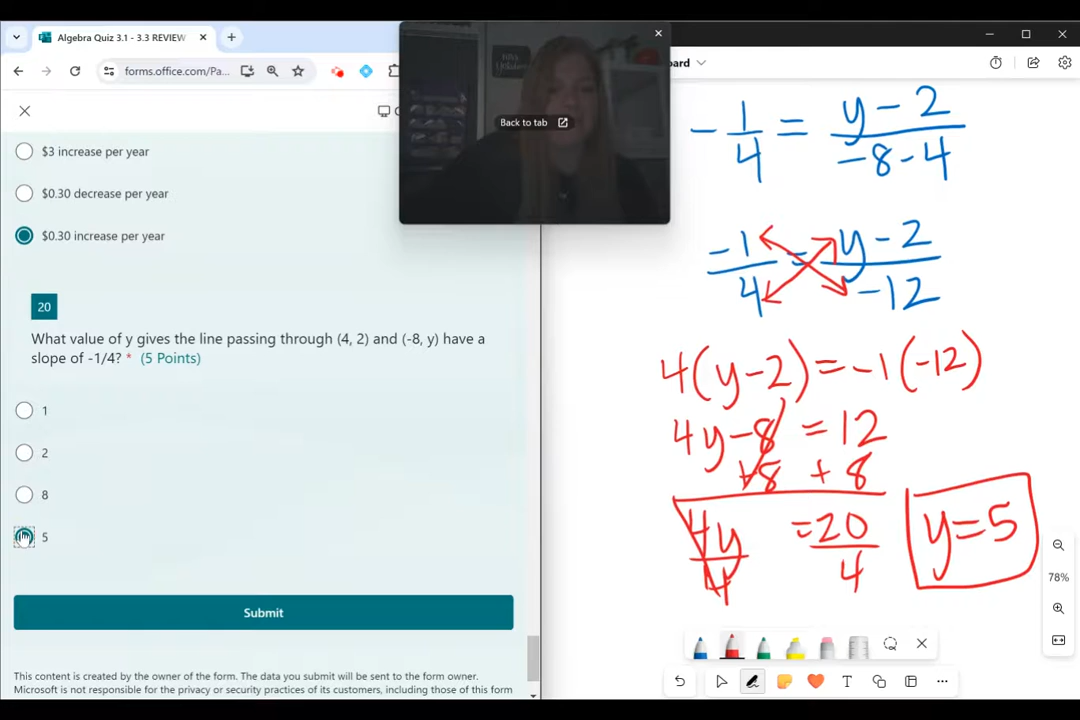 Algebra Quiz 3.1 - 3.3 REVIEW
forms.office.com/Pa...
Back to tab
$3 increase per year
$0.30 decrease per year
$0.30 increase per year
20
What value of y gives the line passing through (4, 2) and (-8, y) have a
slope of -1/4? * (5 Points)
1
2
8
5
Submit
This content is created by the owner of the form. The data you submit will be sent to the form owner.
Microsoft is not responsible for the privacy or security practices of its customers, including those of this form
-1/4 = y-2/-8-4
-1/4 = y-2/-12
4(y-2) = -1(-12)
4y-8 = 12
+8 +8
4y/4 = 20/4
y=5
78%